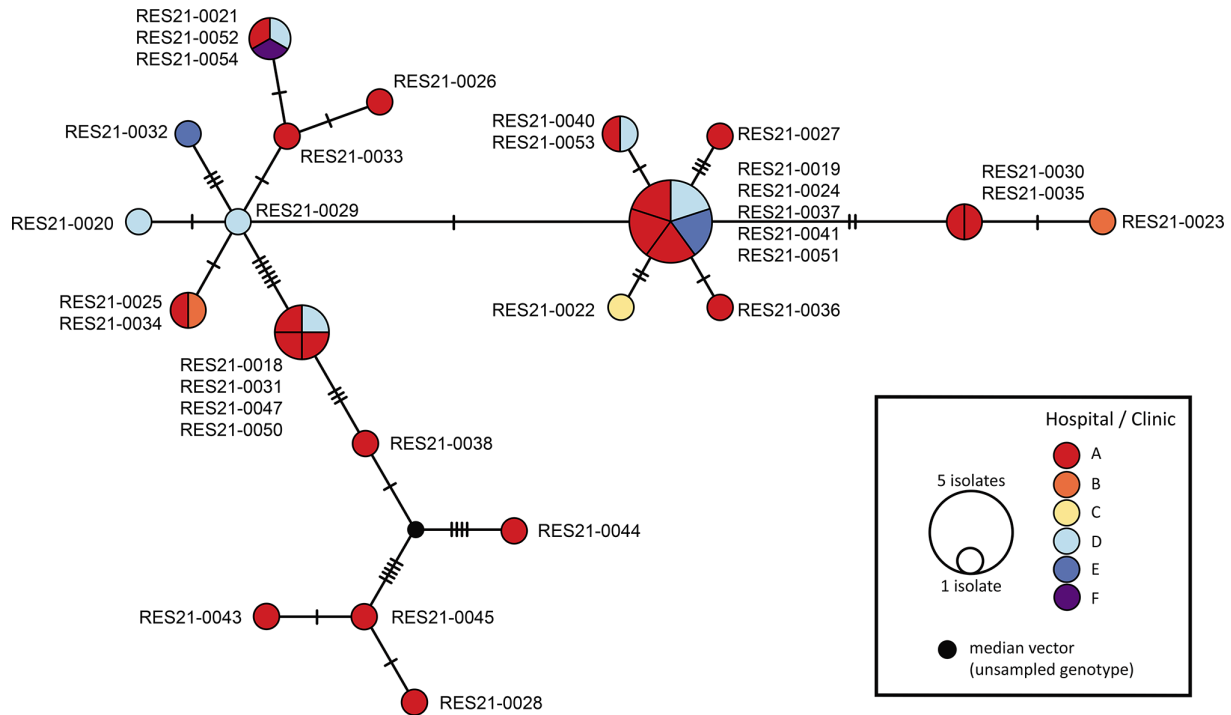 RES21-0021
RES21-0052
RES21-0054
RES21-0026
RES21-0032
RES21-0033
RES21-0020
RES21-0029
RES21-0025
RES21-0034
RES21-0018
RES21-0031
RES21-0047
RES21-0050
RES21-0038
RES21-0044
RES21-0043
RES21-0045
RES21-0028
RES21-0040
RES21-0053
RES21-0027
RES21-0019
RES21-0024
RES21-0037
RES21-0041
RES21-0051
RES21-0022
RES21-0036
RES21-0030
RES21-0035
RES21-0023
Hospital / Clinic
5 isolates
1 isolate
A
B
C
D
E
F
median vector
(unsampled genotype)